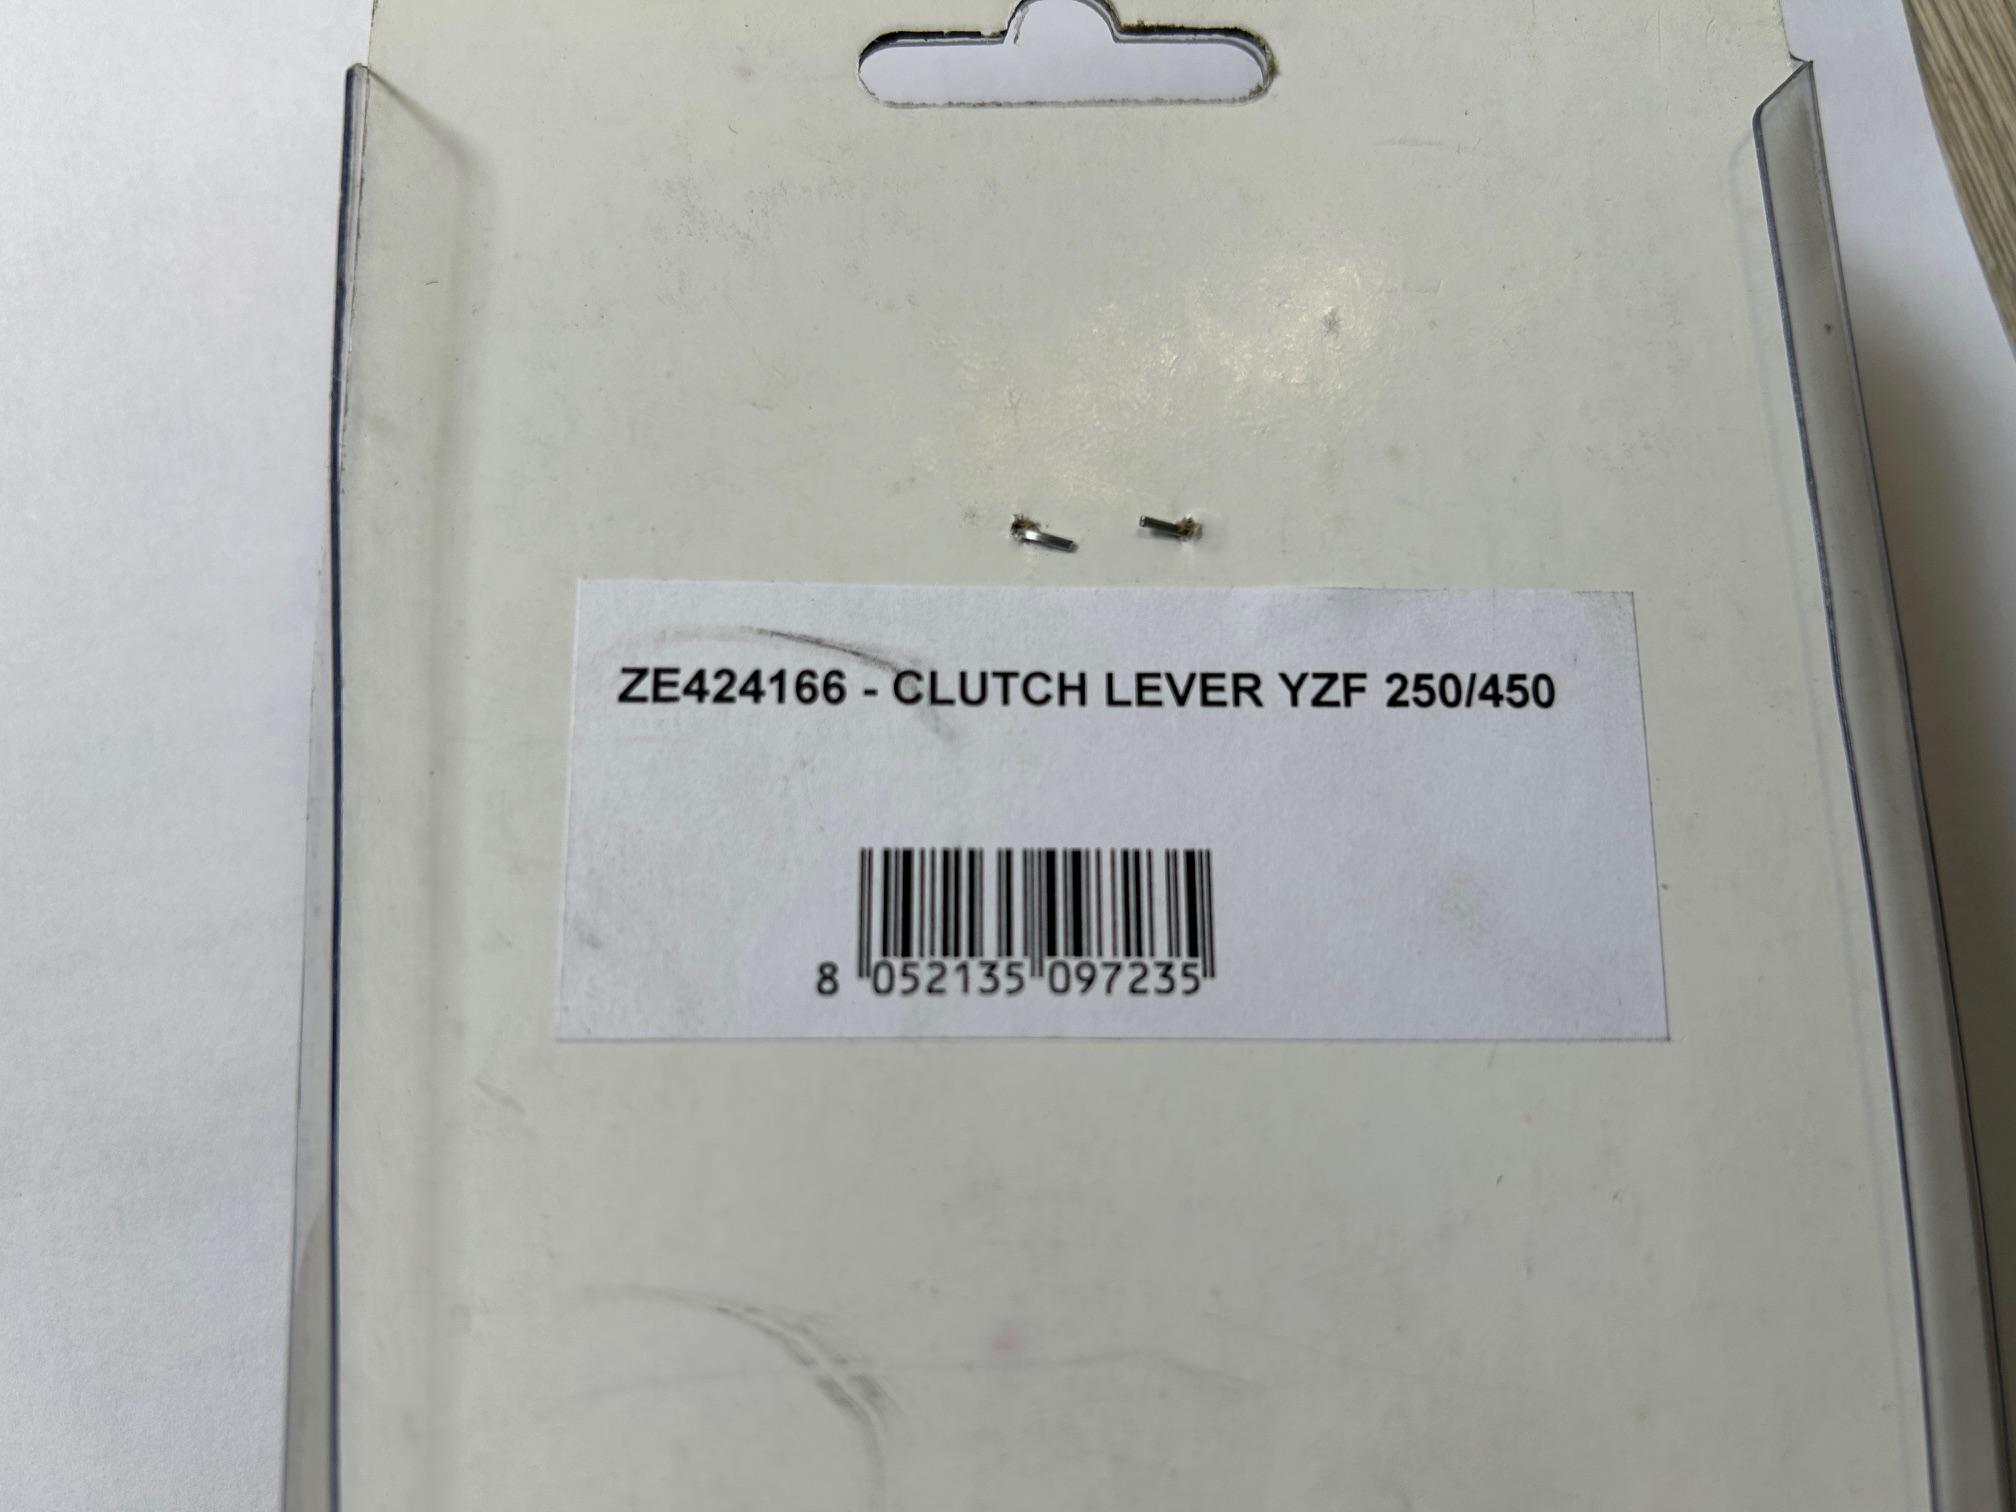 ZE424166 - CLUTCH LEVER YZF 250/450
8 052135 097235